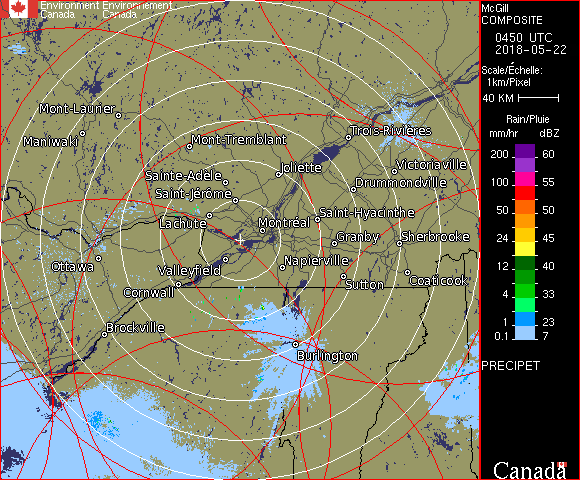 Environment Environnement
Canada Canada
McGill
COMPOSITE
0450 UTC
2018-05-22
Scale/Échelle:
1km/Pixel
40 KM
Rain/Pluie
mm/hr dBZ
200 60
155 57
100 55
50 50
24 45
12 40
4 33
1 23
0.1 7
PRECIPET
Canada
Mont-Laurier
Maniwaki
Mont-Tremblant
Trois-Rivières
Joliette
Victoriaville
Sainte-Adèle
Drummondville
Saint-Jérôme
Lachute
Saint-Hyacinthe
Montréal
Granby
Sherbrooke
Ottawa
Valleyfield
Napierville
Cornwall
Sutton
Coaticook
Brockville
Burlington